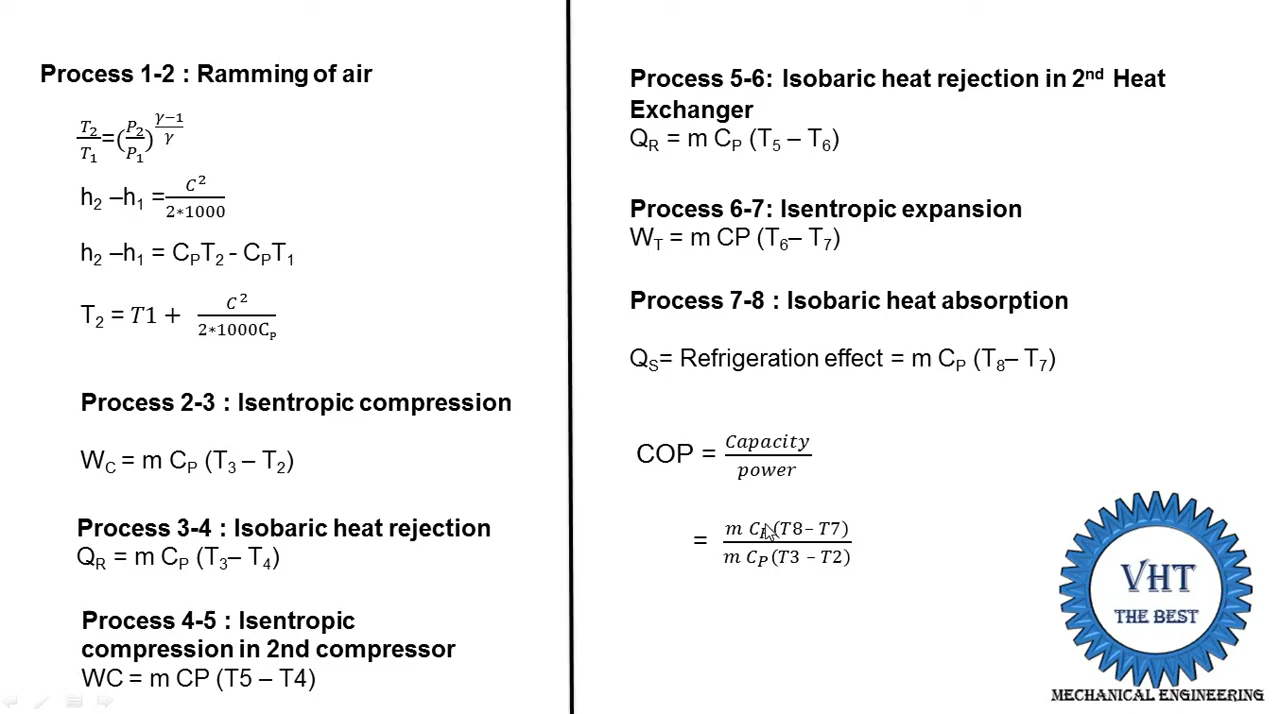 Process 1-2 : Ramming of air
T₂/T₁=(P₂/P₁)^((γ−1)/γ)
h₂ –h₁ =C²/(2*1000)
h₂ –h₁ = CₚT₂ - CₚT₁
T₂ = T1 + C²/(2*1000Cₚ)
Process 2-3 : Isentropic compression
W_C = m Cₚ (T₃ – T₂)
Process 3-4 : Isobaric heat rejection
Q_R = m Cₚ (T₃– T₄)
Process 4-5 : Isentropic
compression in 2nd compressor
WC = m CP (T5 – T4)
Process 5-6: Isobaric heat rejection in 2ⁿᵈ Heat
Exchanger
Q_R = m Cₚ (T₅ – T₆)
Process 6-7: Isentropic expansion
W_T = m CP (T₆– T₇)
Process 7-8 : Isobaric heat absorption
Q_S= Refrigeration effect = m Cₚ (T₈– T₇)
COP = Capacity/power
= m Cₚ(T8– T7)/m Cₚ(T3 – T2)
VHT
THE BEST
MECHANICAL ENGINEERING